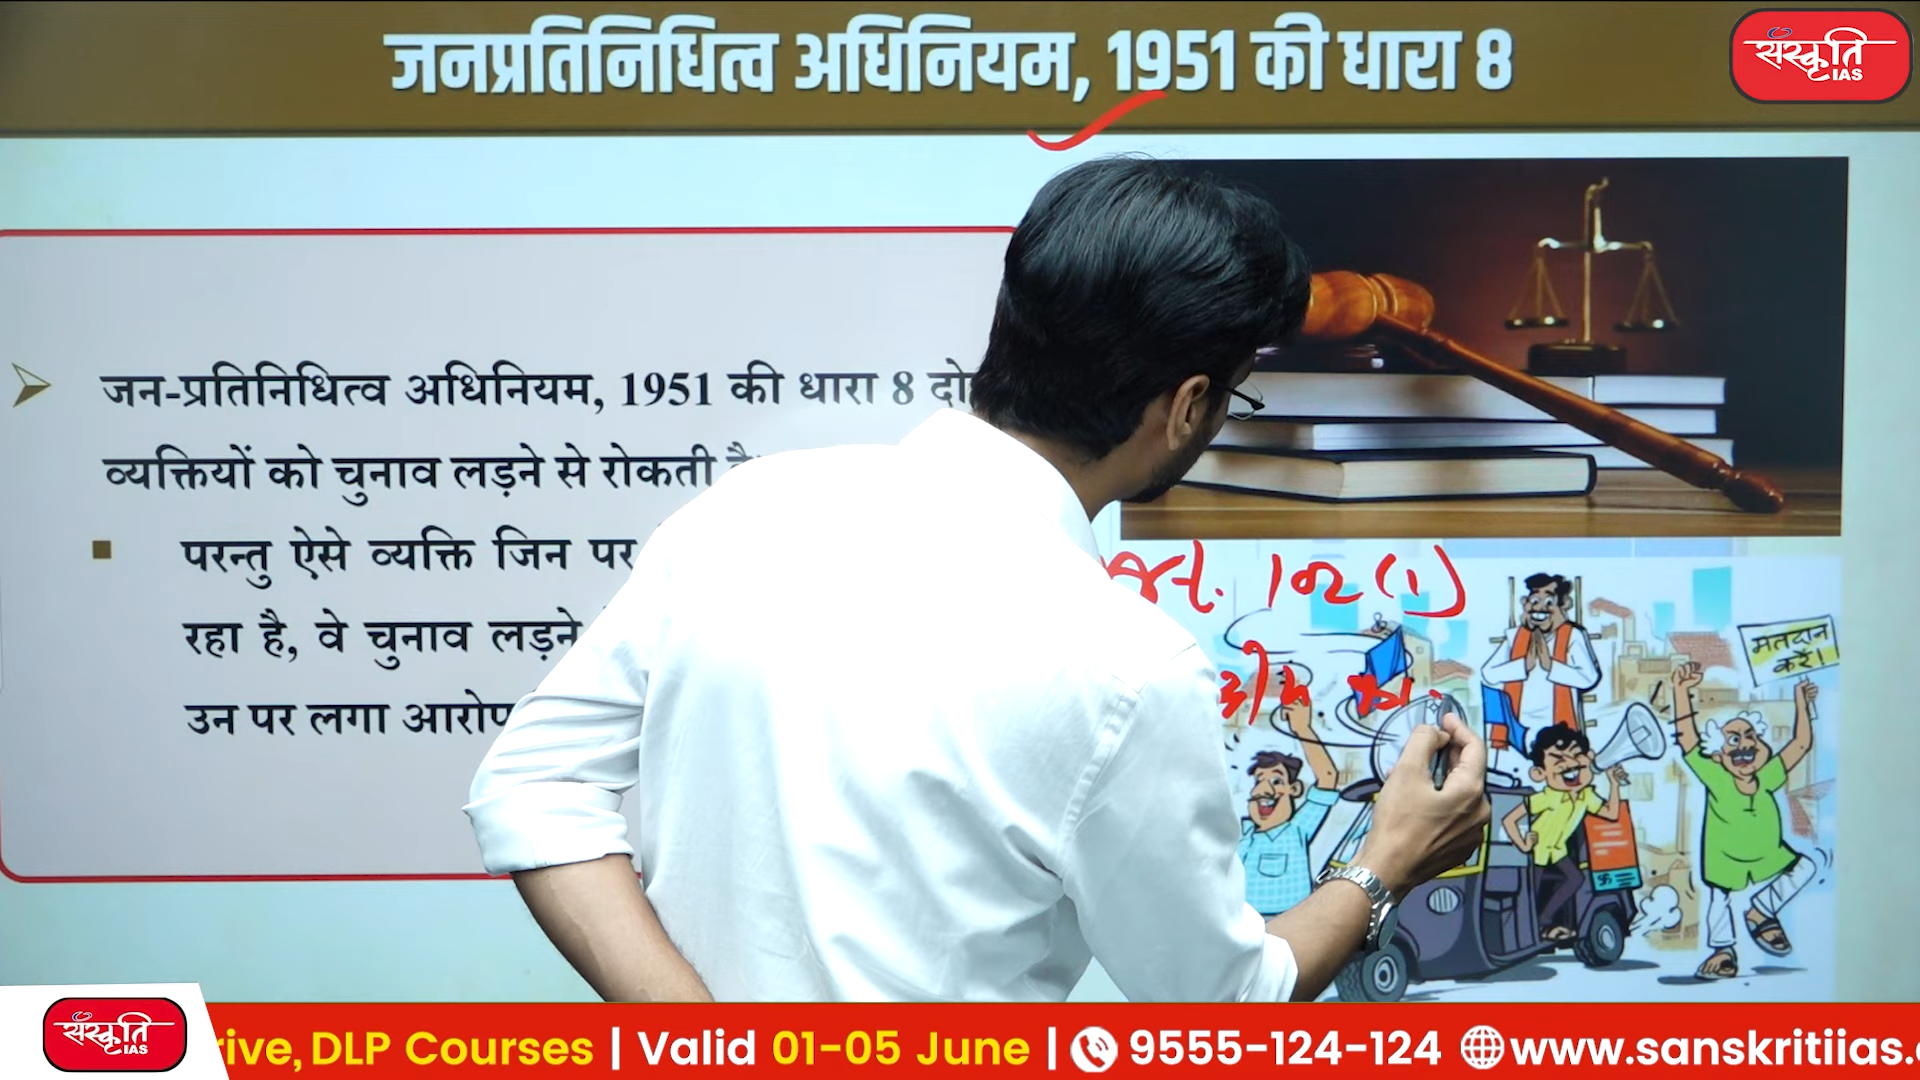 जनप्रतिनिधित्व अधिनियम, 1951 की धारा 8
संस्कृति
IAS
जन-प्रतिनिधित्व अधिनियम, 1951 की धारा 8
व्यक्तियों को चुनाव लड़ने से रोकती
परन्तु ऐसे व्यक्ति जिन पर
रहा है, वे चुनाव लड़ने
उन पर लगा आरोप
102 (1)
मतदान
करें!
संस्कृति
IAS
rive, DLP Courses | Valid 01-05 June | 9555-124-124 www.sanskritiias.